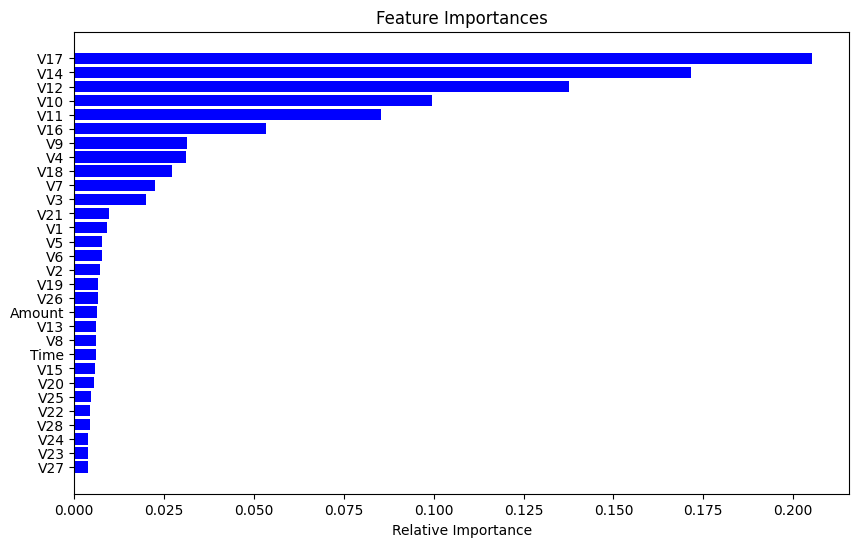 Feature Importances
V17
V14
V12
V10
V11
V16
V9
V4
V18
V7
V3
V21
V1
V5
V6
V2
V19
V26
Amount
V13
V8
Time
V15
V20
V25
V22
V28
V24
V23
V27
0.000 0.025 0.050 0.075 0.100 0.125 0.150 0.175 0.200
Relative Importance